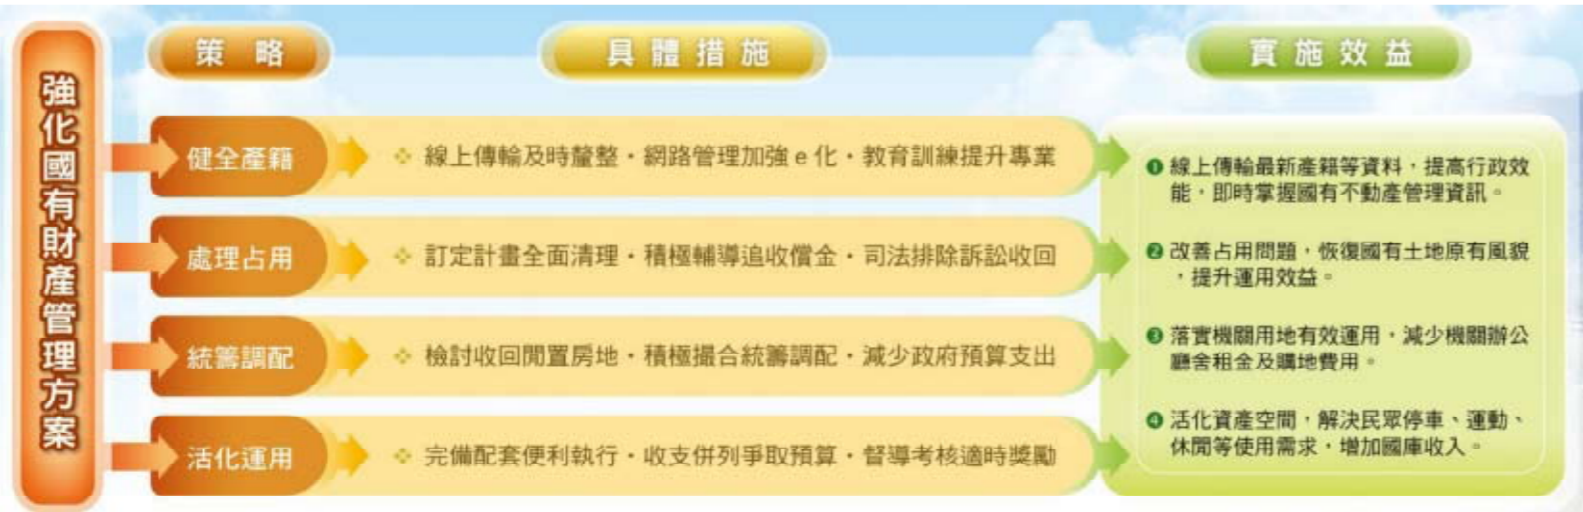 強化國有財產管理方案
策略
具體措施
實施效益
健全產籍
❖ 線上傳輸及時釐整・網路管理加強e化・教育訓練提升專業
處理占用
❖ 訂定計畫全面清理・積極輔導追收償金・司法排除訴訟收回
統籌調配
❖ 檢討收回閒置房地・積極撮合統籌調配・減少政府預算支出
活化運用
❖ 完備配套便利執行・收支併列爭取預算・督導考核適時獎勵
❶ 線上傳輸最新產籍等資料，提高行政效
能，即時掌握國有不動產管理資訊。
❷ 改善占用問題，恢復國有土地原有風貌
，提升運用效益。
❸ 落實機關用地有效運用，減少機關辦公
廳舍租金及購地費用。
❹ 活化資產空間，解決民眾停車、運動、
休閒等使用需求，增加國庫收入。